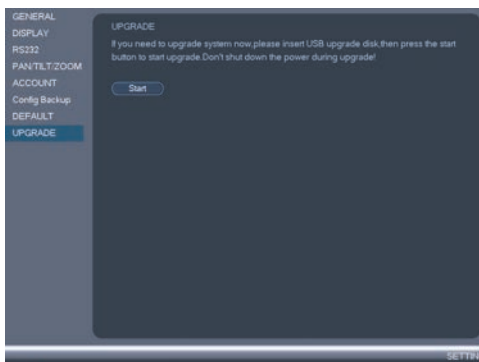 GENERAL
DISPLAY
RS232
PAN/TILT/ZOOM
ACCOUNT
Config Backup
DEFAULT
UPGRADE
UPGRADE
If you need to upgrade system now,please insert USB upgrade disk,then press the start
button to start upgrade.Don't shut down the power during upgrade!
Start
SETTIN